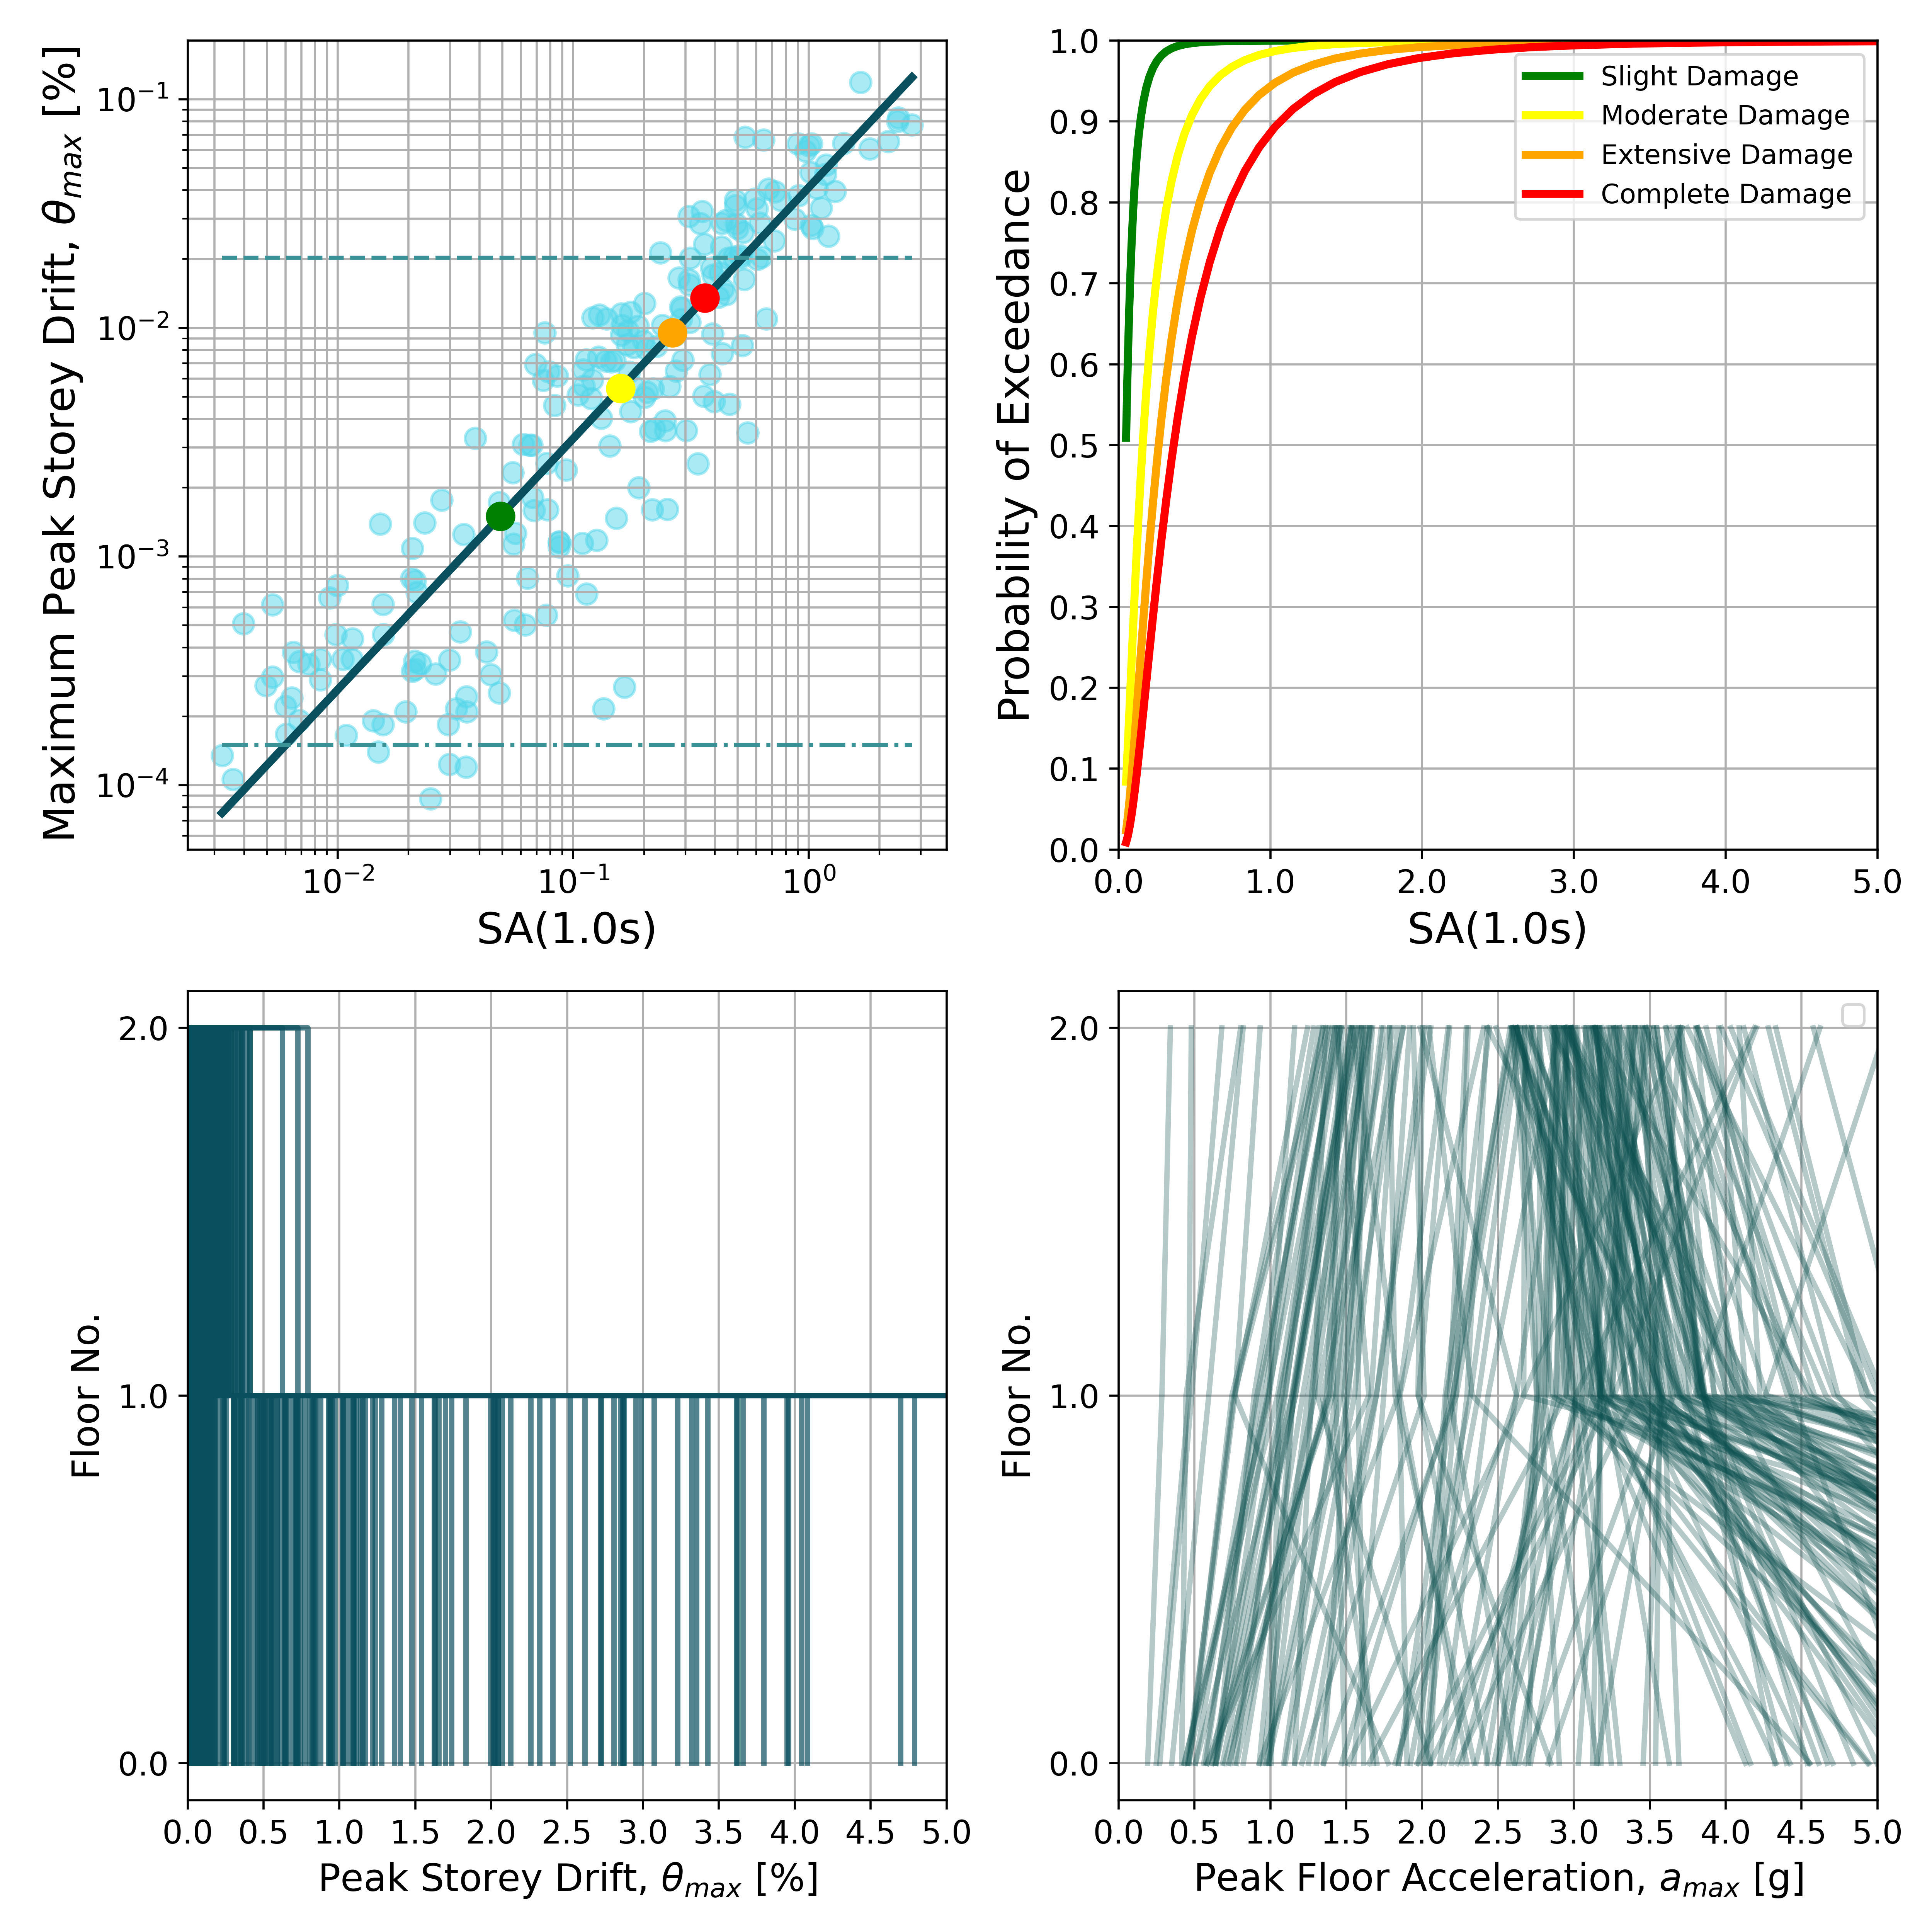 Maximum Peak Storey Drift, θmax [%]
10⁻¹
10⁻²
10⁻³
10⁻⁴
10⁻² 10⁻¹ 10⁰
SA(1.0s)
Probability of Exceedance
1.0
0.9
0.8
0.7
0.6
0.5
0.4
0.3
0.2
0.1
0.0
0.0 1.0 2.0 3.0 4.0 5.0
SA(1.0s)
Slight Damage
Moderate Damage
Extensive Damage
Complete Damage
Floor No.
2.0
1.0
0.0
0.0 0.5 1.0 1.5 2.0 2.5 3.0 3.5 4.0 4.5 5.0
Peak Storey Drift, θmax [%]
Floor No.
2.0
1.0
0.0
0.0 0.5 1.0 1.5 2.0 2.5 3.0 3.5 4.0 4.5 5.0
Peak Floor Acceleration, amax [g]